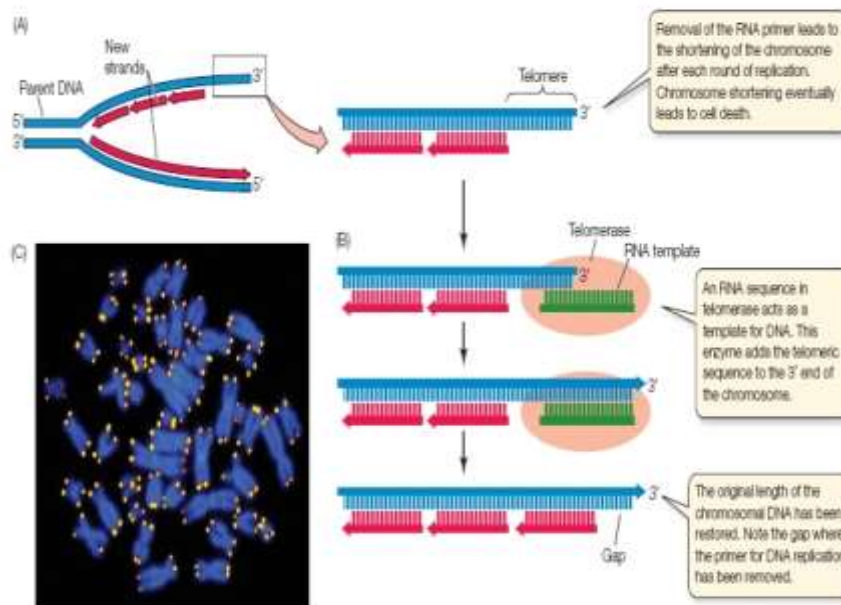 (A)
New
strands
Parent DNA
3′
5′
3′
5′
Telomere
3′
Removal of the RNA primer leads to
the shortening of the chromosome
after each round of replication.
Chromosome shortening eventually
leads to cell death.
(C)
(B)
Telomerase
RNA template
3′
An RNA sequence in
telomerase acts as a
template for DNA. This
enzyme adds the telomeric
sequence to the 3′ end of
the chromosome.
3′
3′
Gap
The original length of the
chromosomal DNA has been
restored. Note the gap where
the primer for DNA replication
has been removed.